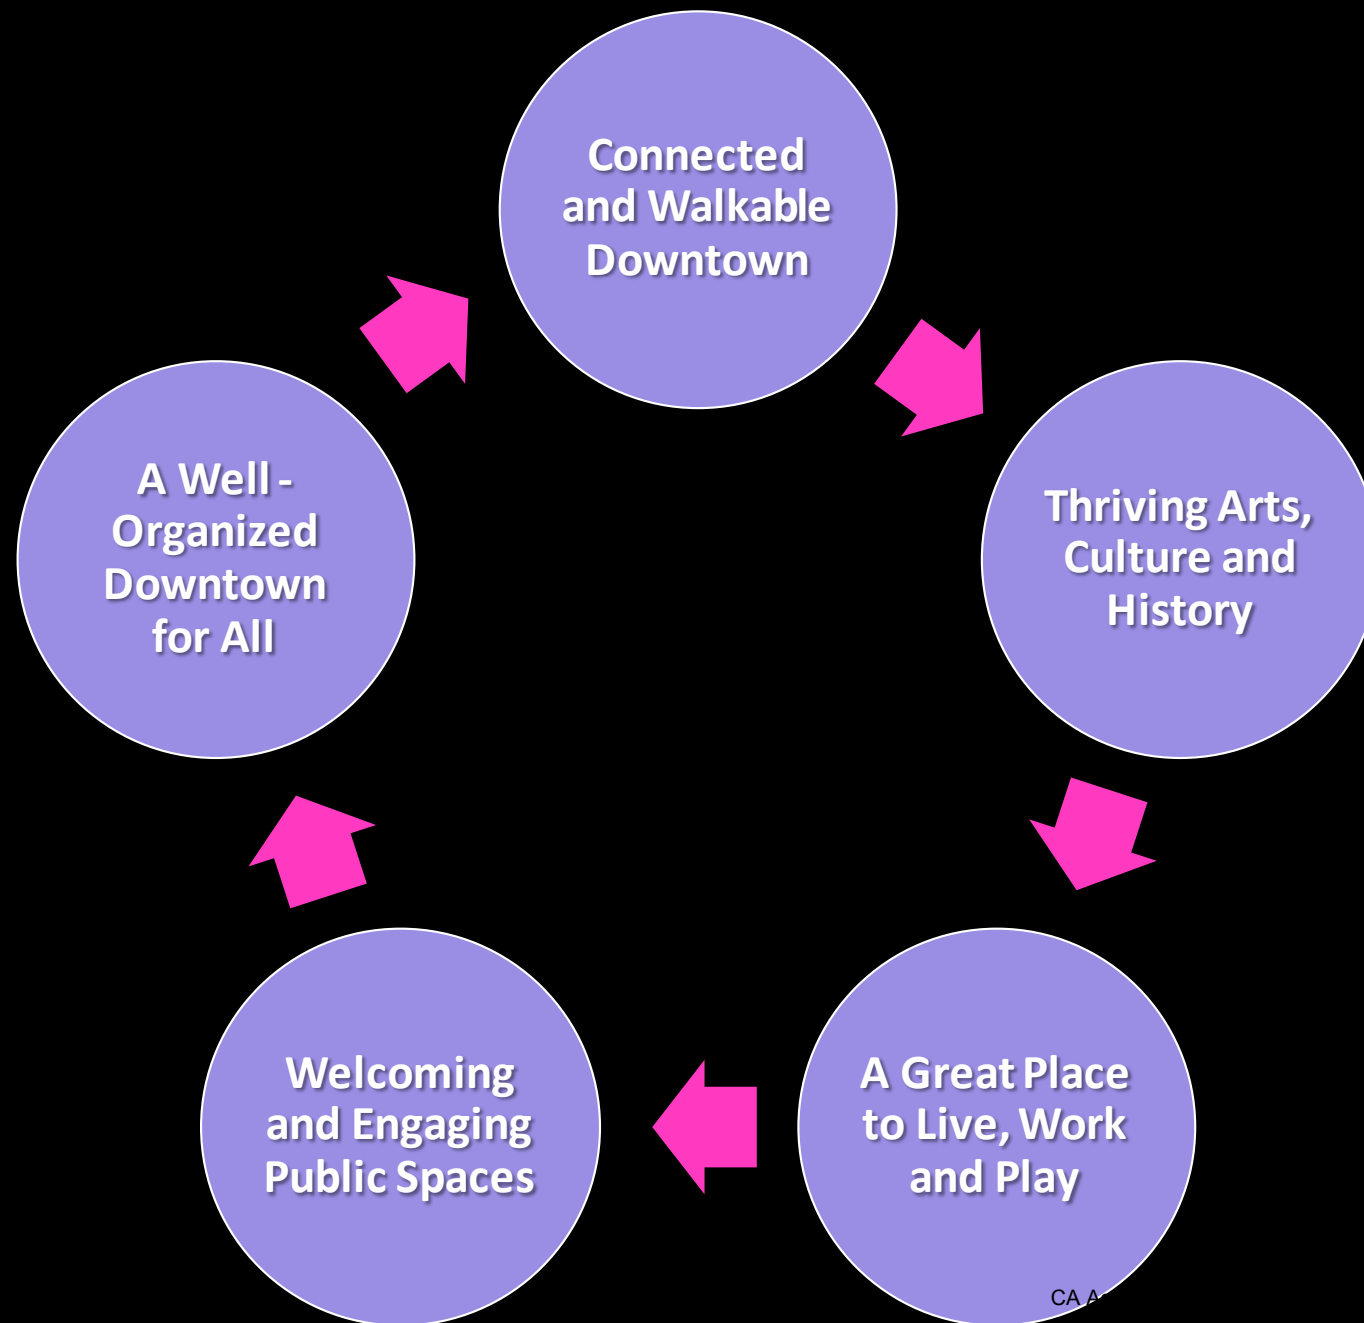 Connected
and Walkable
Downtown
Thriving Arts,
Culture and
History
A Great Place
to Live, Work
and Play
Welcoming
and Engaging
Public Spaces
A Well -
Organized
Downtown
for All
CA